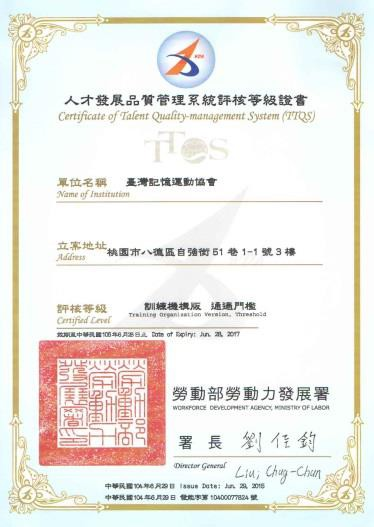 人才發展品質管理系統評核等級證書
Certificate of Talent Quality-management System (TTQS)
TTQS
單位名稱 臺灣記憶運動協會
Name of Institution
立案地址 桃園市八德區自強街51巷1-1號3樓
Address
評核等級 訓練機構版 通過門檻
Certified Level Training Organization Version, Threshold
效期至中華民國106年6月28日止 Date of Expiry: Jun. 28, 2017
勞動部勞動力發展署
WORKFORCE DEVELOPMENT AGENCY, MINISTRY OF LABOR
署長 劉佳鈞
Director General Liu, Chug-Chun
中華民國104年6月29日 Issue Date: Jun. 29, 2015
中華民國104年6月29日 發能字第10400077824號